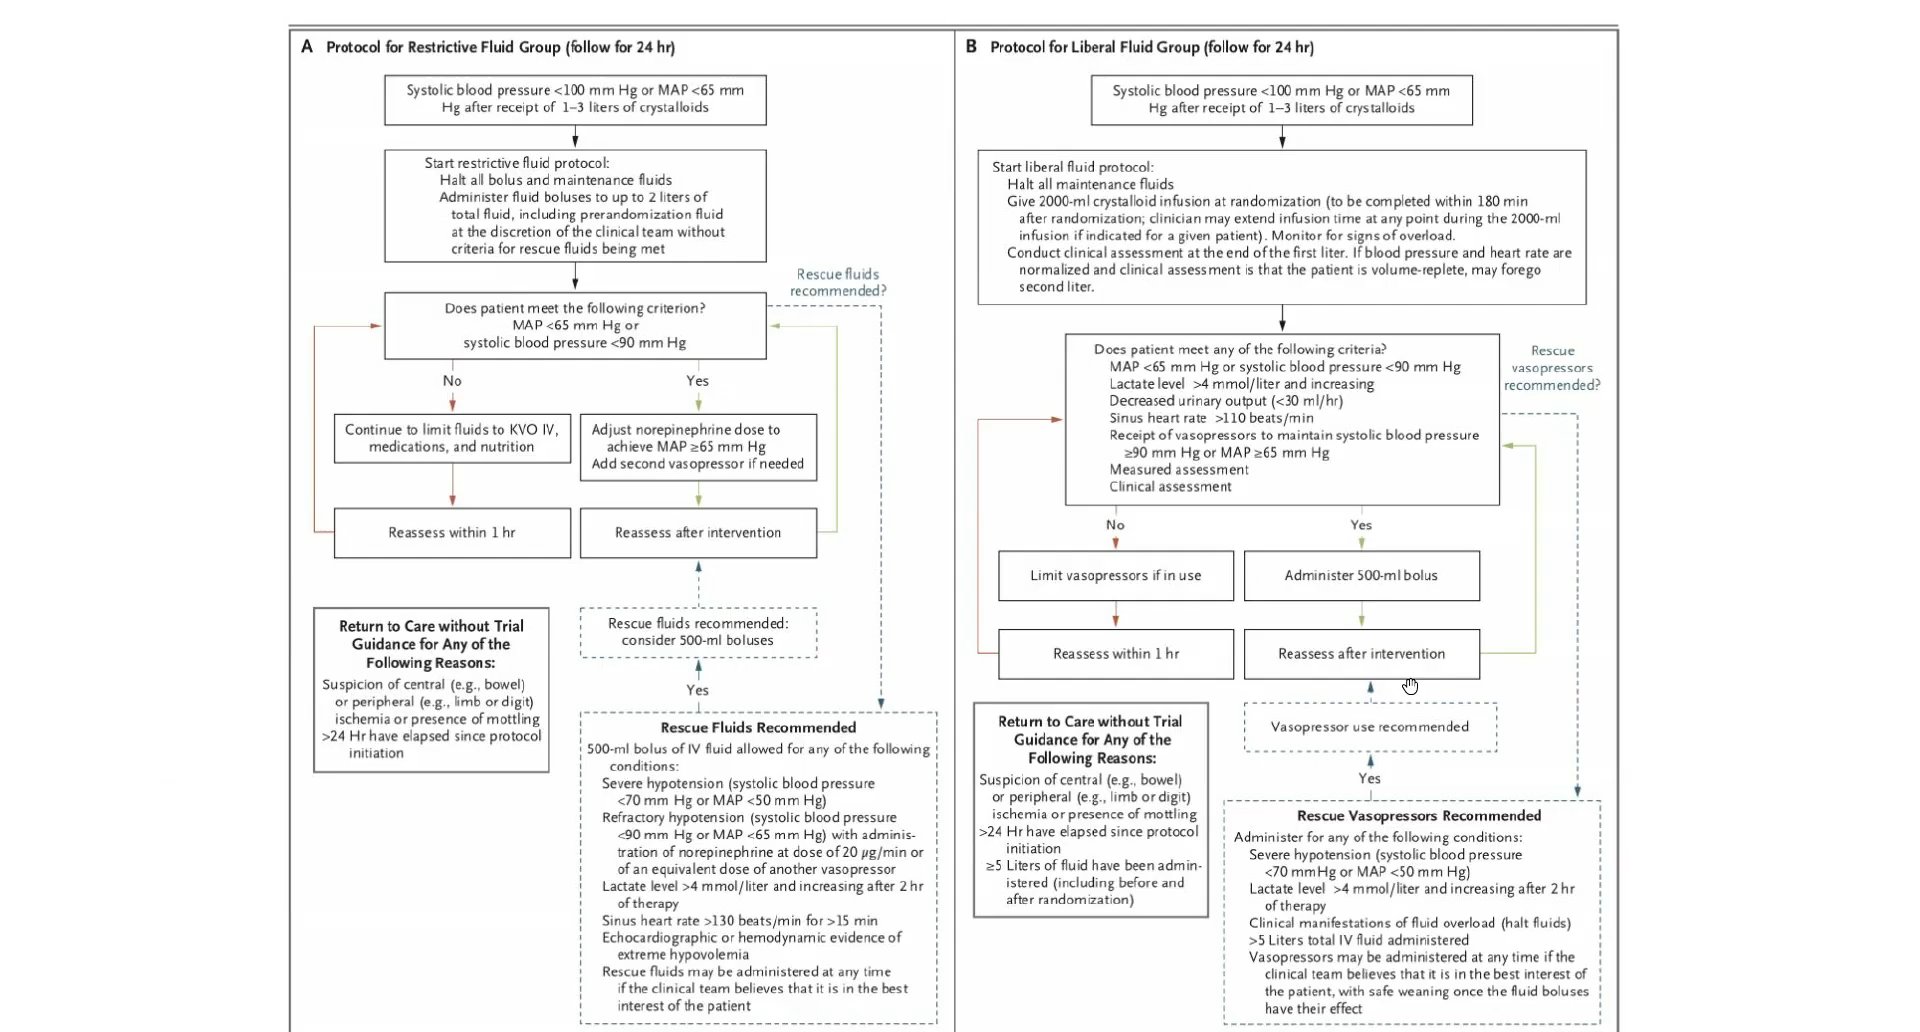 A Protocol for Restrictive Fluid Group (follow for 24 hr)
Systolic blood pressure <100 mm Hg or MAP <65 mm
Hg after receipt of 1–3 liters of crystalloids
Start restrictive fluid protocol:
Halt all bolus and maintenance fluids
Administer fluid boluses to up to 2 liters of
total fluid, including prerandomization fluid
at the discretion of the clinical team without
criteria for rescue fluids being met
Rescue fluids
recommended?
Does patient meet the following criterion?
MAP <65 mm Hg or
systolic blood pressure <90 mm Hg
No
Yes
Continue to limit fluids to KVO IV,
medications, and nutrition
Adjust norepinephrine dose to
achieve MAP ≥65 mm Hg
Add second vasopressor if needed
Reassess within 1 hr
Reassess after intervention
Return to Care without Trial
Guidance for Any of the
Following Reasons:
Suspicion of central (e.g., bowel)
or peripheral (e.g., limb or digit)
ischemia or presence of mottling
>24 Hr have elapsed since protocol
initiation
Rescue fluids recommended:
consider 500-ml boluses
Yes
Rescue Fluids Recommended
500-ml bolus of IV fluid allowed for any of the following
conditions:
Severe hypotension (systolic blood pressure
<70 mm Hg or MAP <50 mm Hg)
Refractory hypotension (systolic blood pressure
<90 mm Hg or MAP <65 mm Hg) with adminis-
tration of norepinephrine at dose of 20 μg/min or
of an equivalent dose of another vasopressor
Lactate level >4 mmol/liter and increasing after 2 hr
of therapy
Sinus heart rate >130 beats/min for >15 min
Echocardiographic or hemodynamic evidence of
extreme hypovolemia
Rescue fluids may be administered at any time
if the clinical team believes that it is in the best
interest of the patient
B Protocol for Liberal Fluid Group (follow for 24 hr)
Systolic blood pressure <100 mm Hg or MAP <65 mm
Hg after receipt of 1–3 liters of crystalloids
Start liberal fluid protocol:
Halt all maintenance fluids
Give 2000-ml crystalloid infusion at randomization (to be completed within 180 min
after randomization; clinician may extend infusion time at any point during the 2000-ml
infusion if indicated for a given patient). Monitor for signs of overload.
Conduct clinical assessment at the end of the first liter. If blood pressure and heart rate are
normalized and clinical assessment is that the patient is volume-replete, may forego
second liter.
Does patient meet any of the following criteria?
MAP <65 mm Hg or systolic blood pressure <90 mm Hg
Lactate level >4 mmol/liter and increasing
Decreased urinary output (<30 ml/hr)
Sinus heart rate >110 beats/min
Receipt of vasopressors to maintain systolic blood pressure
≥90 mm Hg or MAP ≥65 mm Hg
Measured assessment
Clinical assessment
Rescue
vasopressors
recommended?
No
Yes
Limit vasopressors if in use
Administer 500-ml bolus
Reassess within 1 hr
Reassess after intervention
Return to Care without Trial
Guidance for Any of the
Following Reasons:
Suspicion of central (e.g., bowel)
or peripheral (e.g., limb or digit)
ischemia or presence of mottling
>24 Hr have elapsed since protocol
initiation
≥5 Liters of fluid have been admin-
istered (including before and
after randomization)
Vasopressor use recommended
Yes
Rescue Vasopressors Recommended
Administer for any of the following conditions:
Severe hypotension (systolic blood pressure
<70 mmHg or MAP <50 mm Hg)
Lactate level >4 mmol/liter and increasing after 2 hr
of therapy
Clinical manifestations of fluid overload (halt fluids)
>5 Liters total IV fluid administered
Vasopressors may be administered at any time if the
clinical team believes that it is in the best interest of
the patient, with safe weaning once the fluid boluses
have their effect